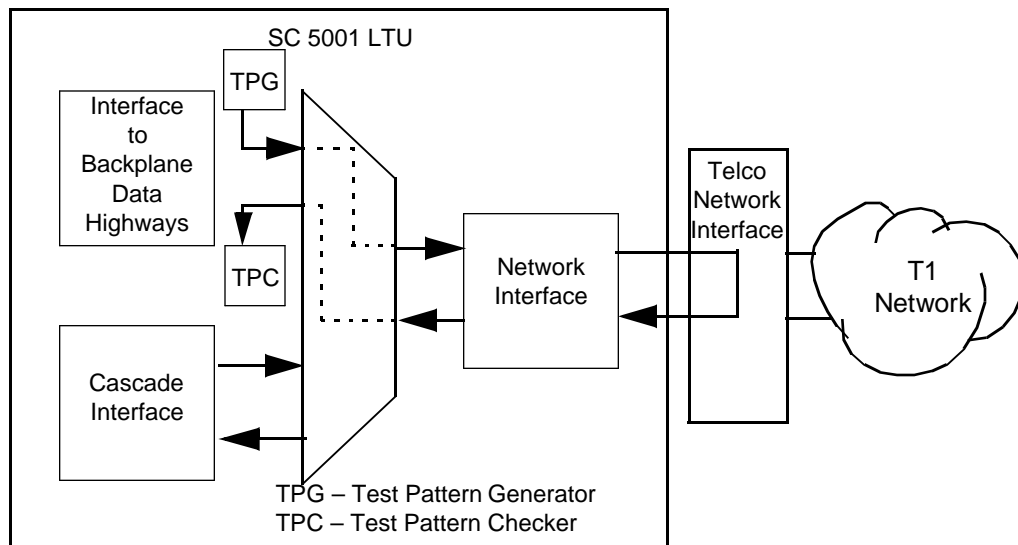 SC 5001 LTU
TPG
Interface
to
Backplane
Data
Highways
TPC
Cascade
Interface
Network
Interface
Telco
Network
Interface
T1
Network
TPG – Test Pattern Generator
TPC – Test Pattern Checker